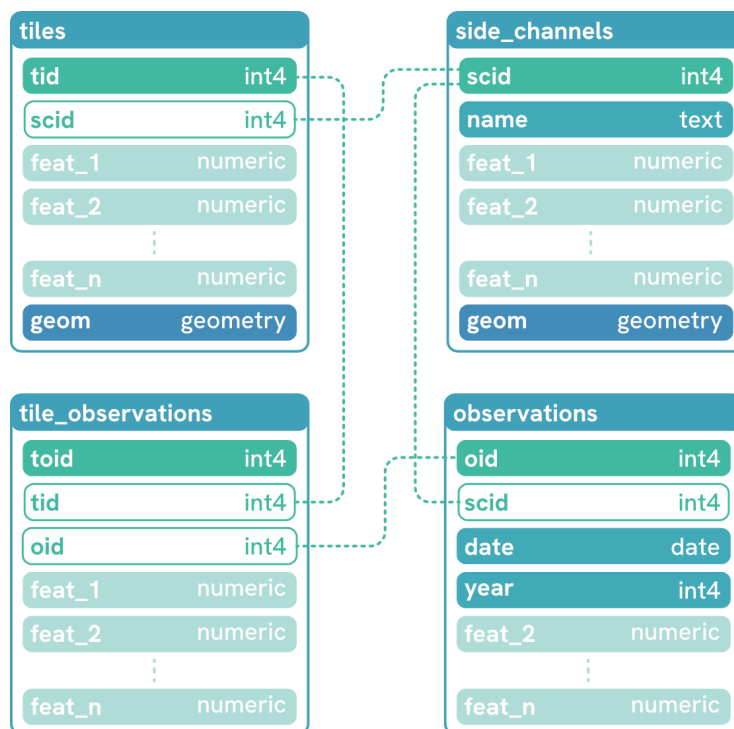 tiles
tid int4
scid int4
feat_1 numeric
feat_2 numeric
feat_n numeric
geom geometry
side_channels
scid int4
name text
feat_1 numeric
feat_2 numeric
feat_n numeric
geom geometry
tile_observations
toid int4
tid int4
oid int4
feat_1 numeric
feat_2 numeric
feat_n numeric
observations
oid int4
scid int4
date date
year int4
feat_2 numeric
feat_n numeric